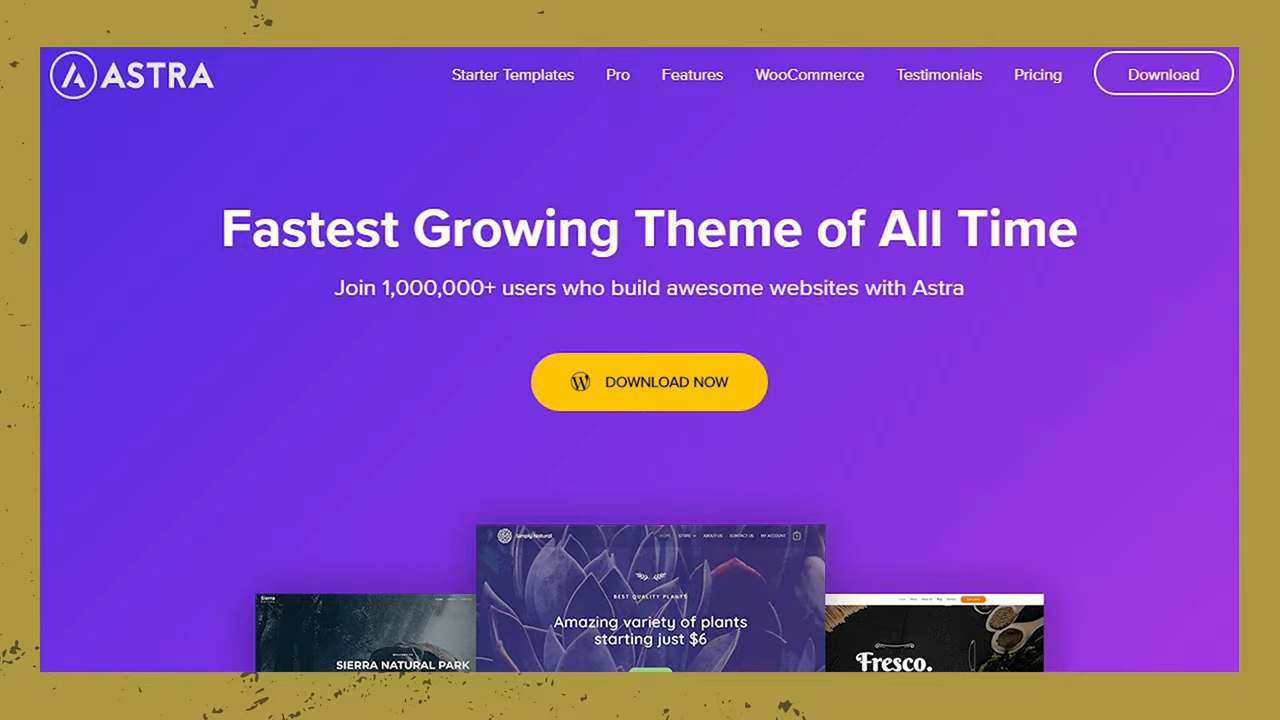 ASTRA
Starter Templates Pro Features WooCommerce Testimonials Pricing Download
Fastest Growing Theme of All Time
Join 1,000,000+ users who build awesome websites with Astra
DOWNLOAD NOW
Simply Natural
HOME STORE ABOUT US CONTACT US MY ACCOUNT
BEST QUALITY PLANTS
Amazing variety of plants
starting just $6
Sierra
SIERRA NATURAL PARK
Fresco.